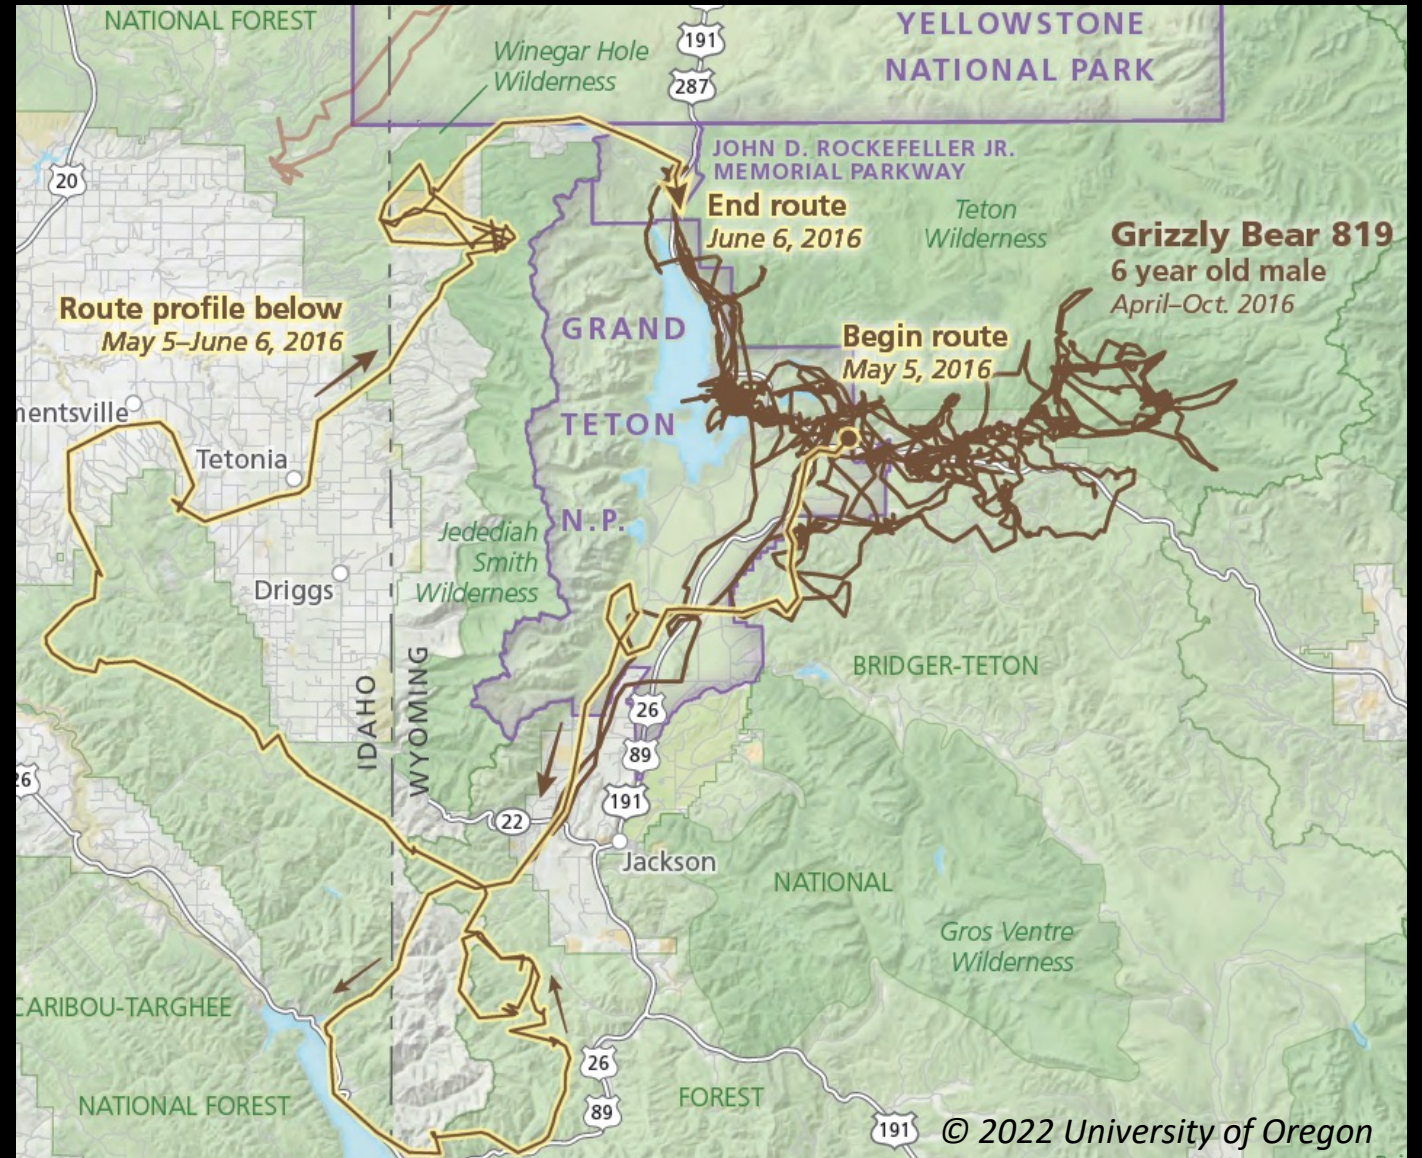 NATIONAL FOREST
191
YELLOWSTONE
NATIONAL PARK
Winegar Hole
Wilderness
287
20
JOHN D. ROCKEFELLER JR.
MEMORIAL PARKWAY
End route
June 6, 2016
Teton
Wilderness
Grizzly Bear 819
6 year old male
April–Oct. 2016
Route profile below
May 5–June 6, 2016
GRAND
TETON
N.P.
Begin route
May 5, 2016
mentsville
Tetonia
Driggs
Jedediah
Smith
Wilderness
IDAHO
WYOMING
BRIDGER-TETON
26
89
191
26
22
Jackson
NATIONAL
Gros Ventre
Wilderness
CARIBOU-TARGHEE
NATIONAL FOREST
26
89
FOREST
191
© 2022 University of Oregon